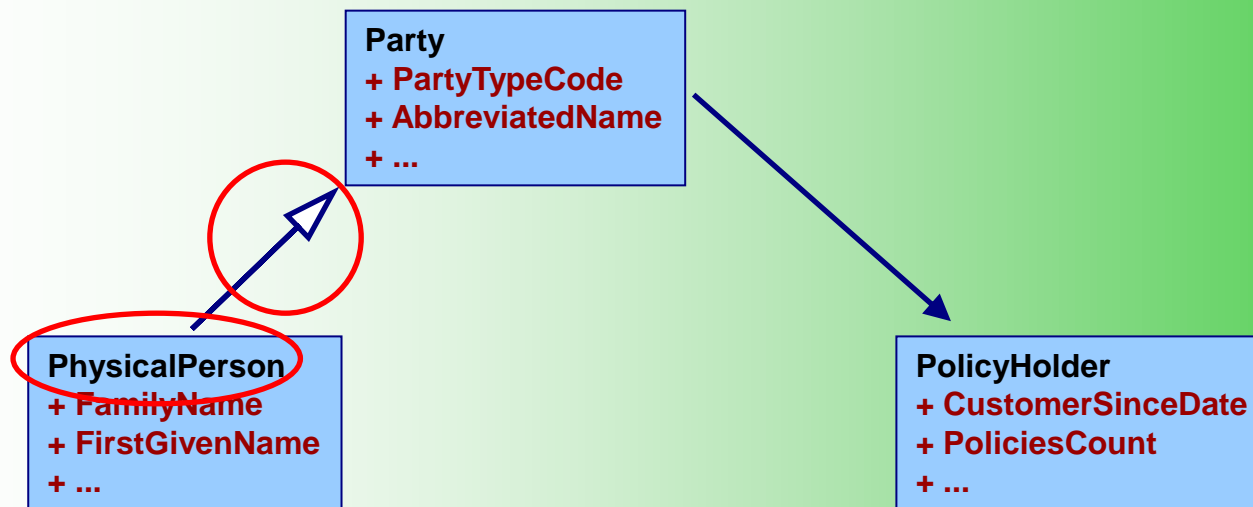 Party
+ PartyTypeCode
+ AbbreviatedName
+ ...
PhysicalPerson
+ FamilyName
+ FirstGivenName
+ ...
PolicyHolder
+ CustomerSinceDate
+ PoliciesCount
+ ...